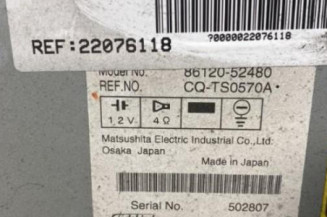 ?0000022076118
REF:22076118
Model No. 86120-52480
REF.NO. CQ-TS0570A
12V 4Ω
Matsushita Electric Industrial Co., Ltd.
Osaka Japan
Made in Japan
Serial No. 502807